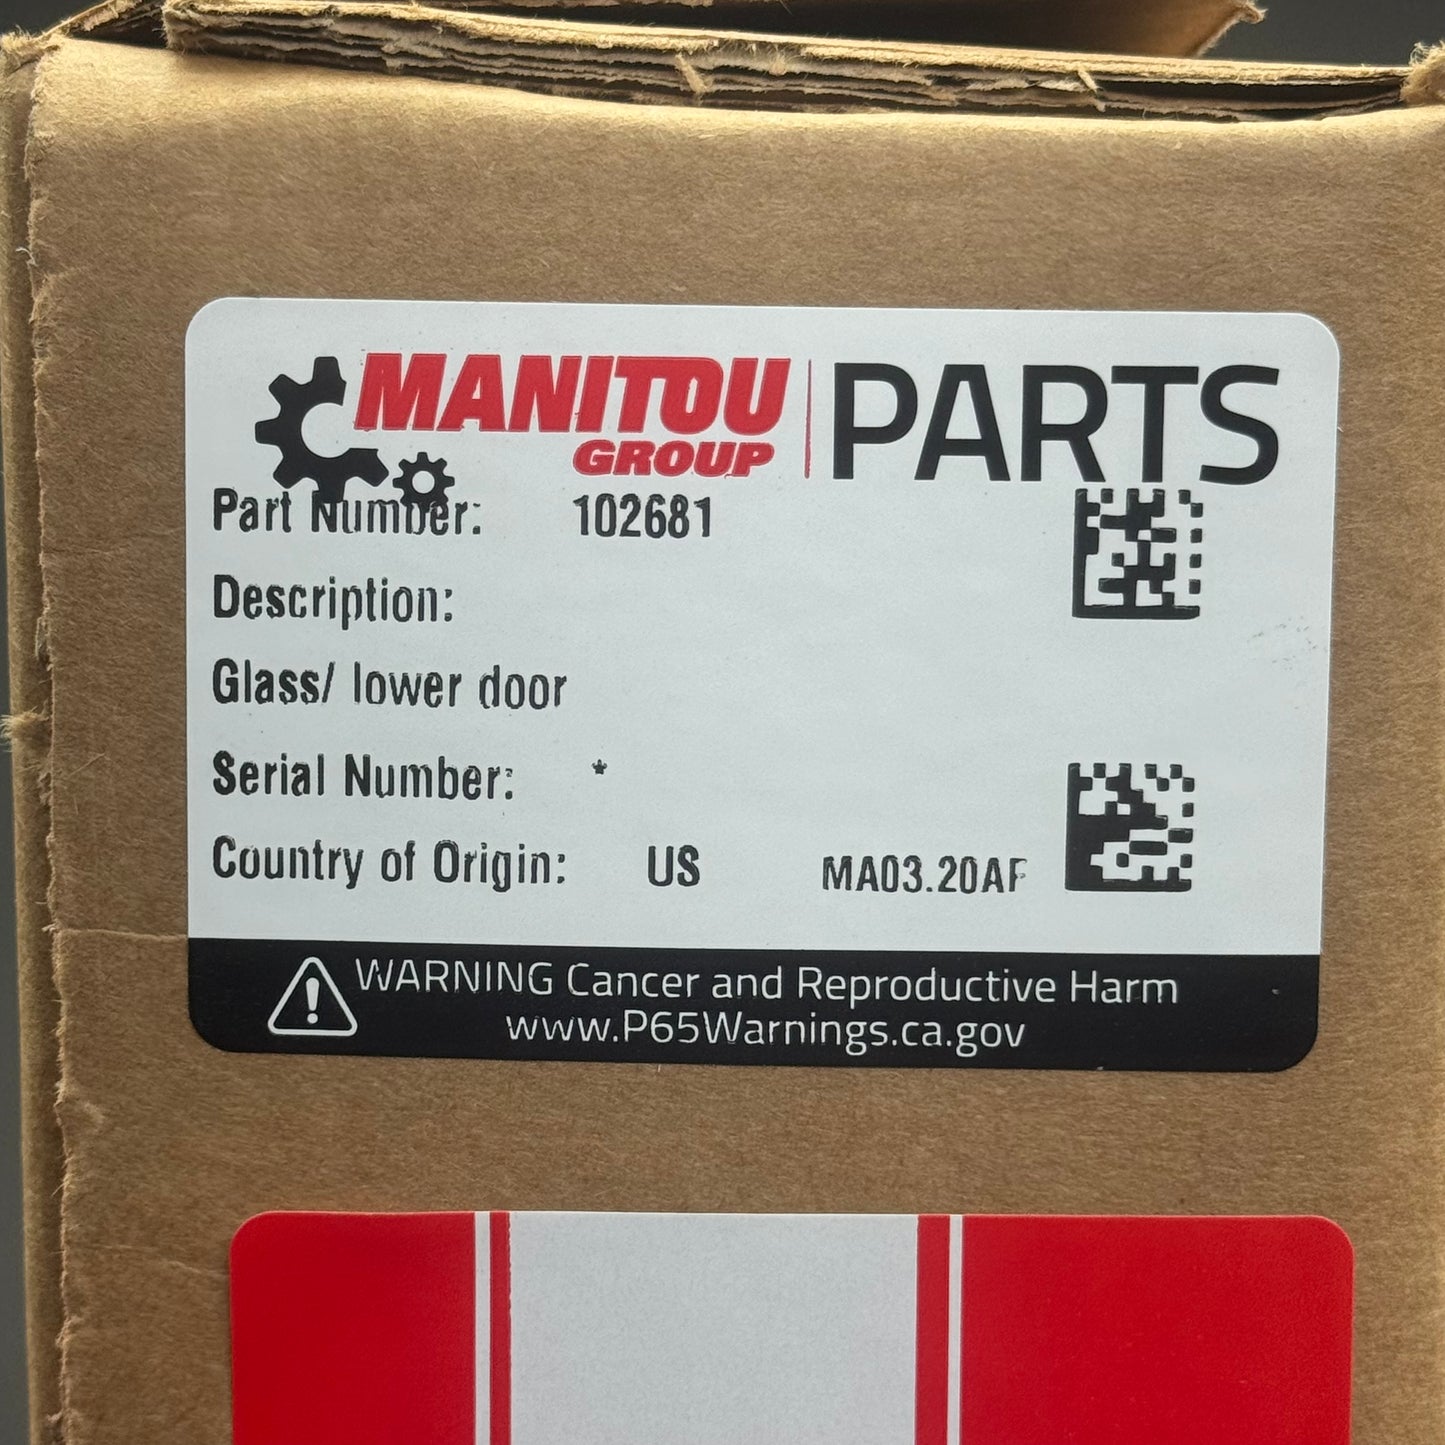 MANITOU GROUP PARTS
Part Number: 102681
Description:
Glass/ lower door
Serial Number: *
Country of Origin: US MA03.20AF
WARNING Cancer and Reproductive Harm
www.P65Warnings.ca.gov